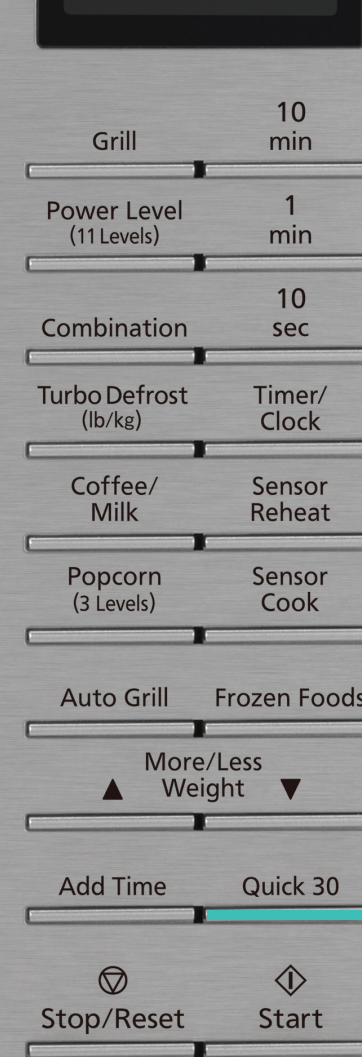 Grill
10
min
Power Level
(11 Levels)
1
min
Combination
10
sec
Turbo Defrost
(lb/kg)
Timer/
Clock
Coffee/
Milk
Sensor
Reheat
Popcorn
(3 Levels)
Sensor
Cook
Auto Grill
Frozen Foods
More/Less
▲ Weight ▼
Add Time
Quick 30
Stop/Reset
Start